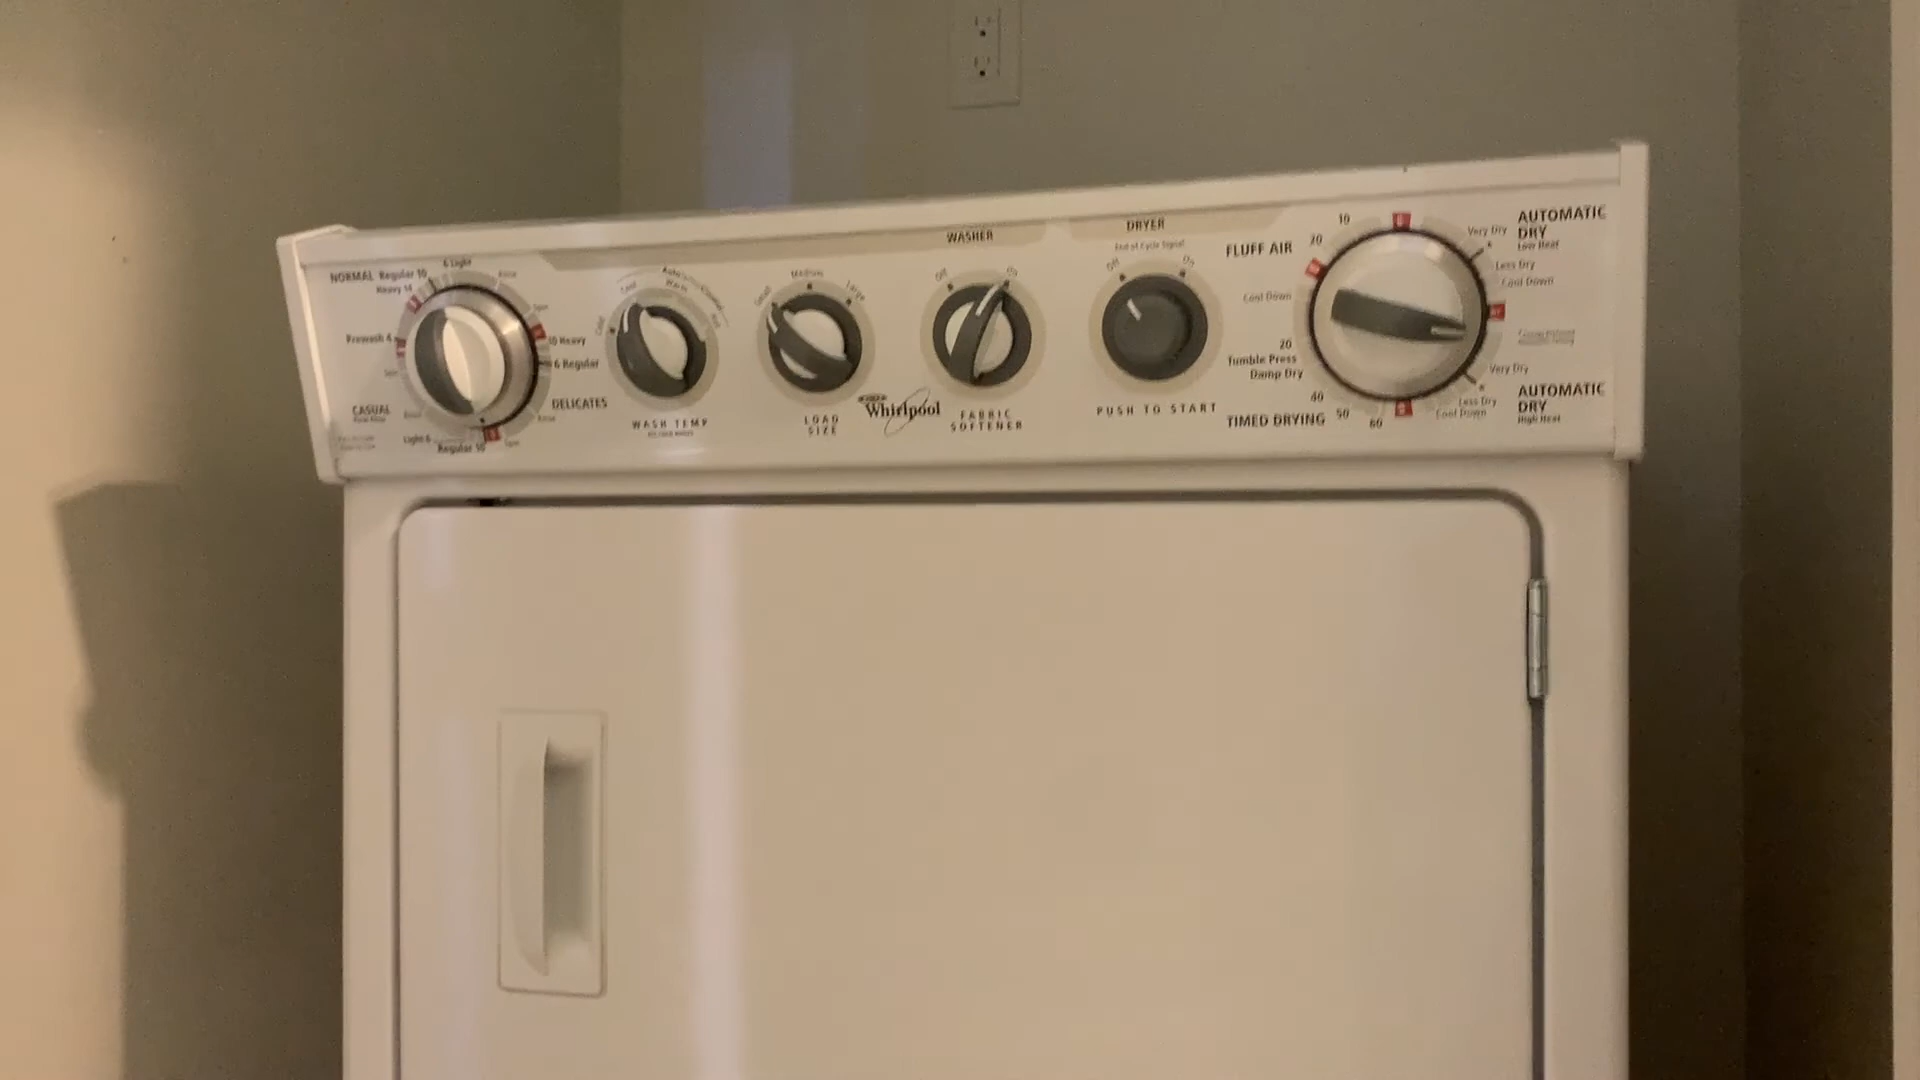 NORMAL
Regular 10
6 Light
Rinse
Heavy 14
Spin
Prewash 4
10 Heavy
6 Regular
DELICATES
Rinse
CASUAL
Light 6
Regular 10
Spin
Cold
Cool
Auto
Warm
Hot
WASH TEMP
Small
Medium
Large
LOAD
SIZE
Whirlpool
WASHER
Off
On
FABRIC
SOFTENER
DRYER
End of Cycle Signal
Off
On
PUSH TO START
FLUFF AIR
10
20
Cool Down
20
Tumble Press
Damp Dry
40
TIMED DRYING
50
60
Very Dry
AUTOMATIC
DRY
Low Heat
Less Dry
Cool Down
Very Dry
AUTOMATIC
DRY
High Heat
Less Dry
Cool Down